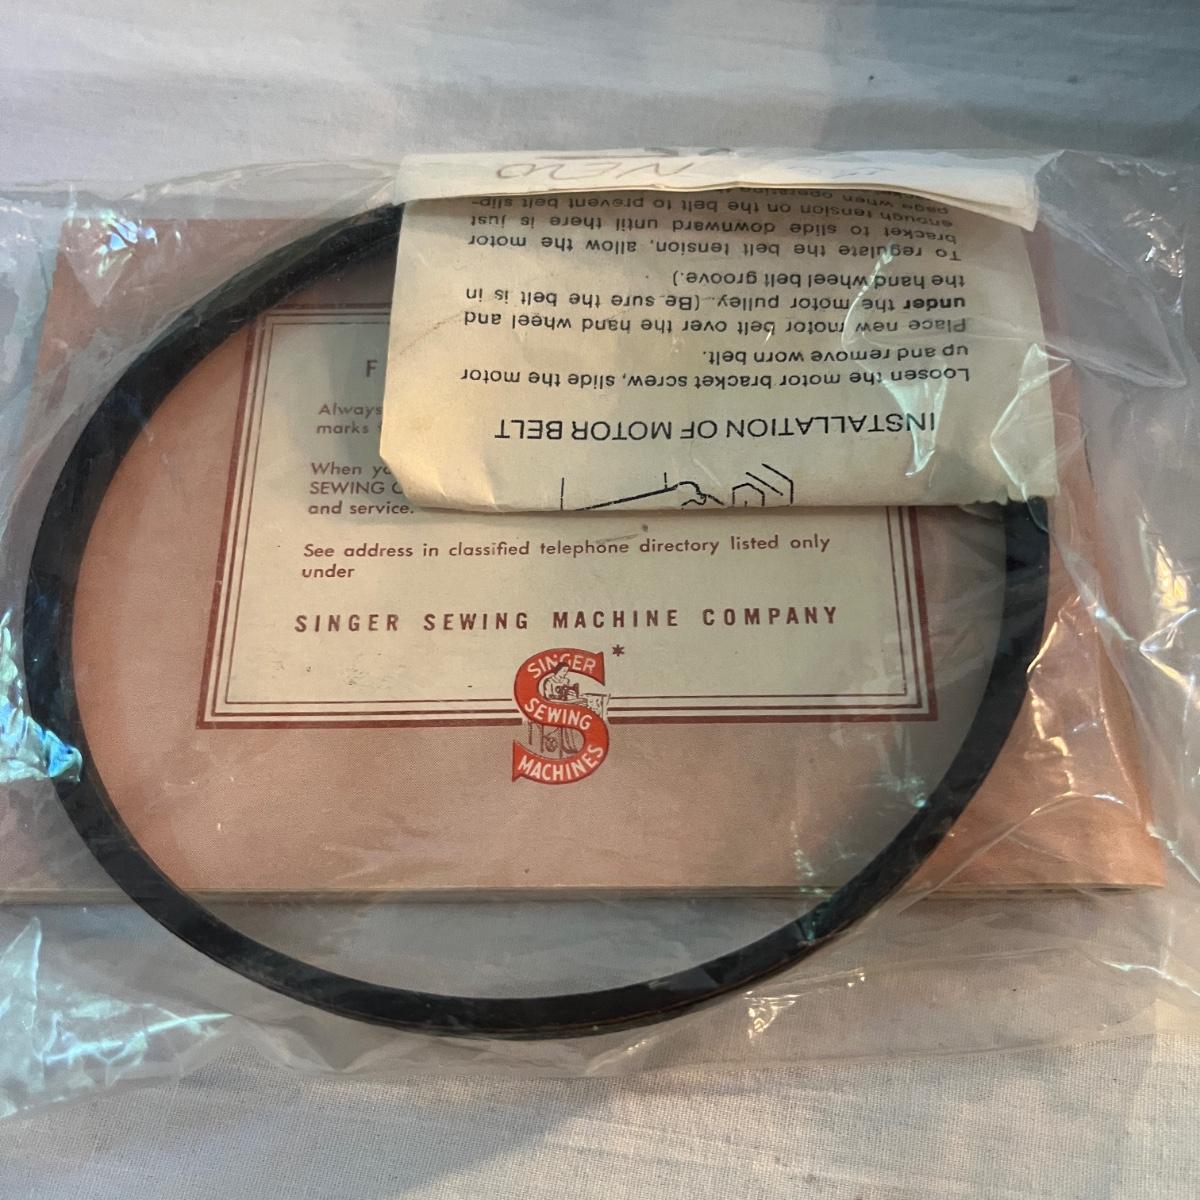 NEW
INSTALLATION OF MOTOR BELT
Loosen the motor bracket screw, slide the motor
up and remove worn belt.
Place new motor belt over the hand wheel and
under the motor pulley. (Be sure the belt is in
the hand wheel belt groove.)
To regulate the belt tension, allow the motor
bracket to slide downward until there is just
enough tension on the belt to prevent belt slip-
page when operating
F
Always
marks
When yo
SEWING C
and service.
See address in classified telephone directory listed only
under
SINGER SEWING MACHINE COMPANY
*
SINGER
SEWING
MACHINES